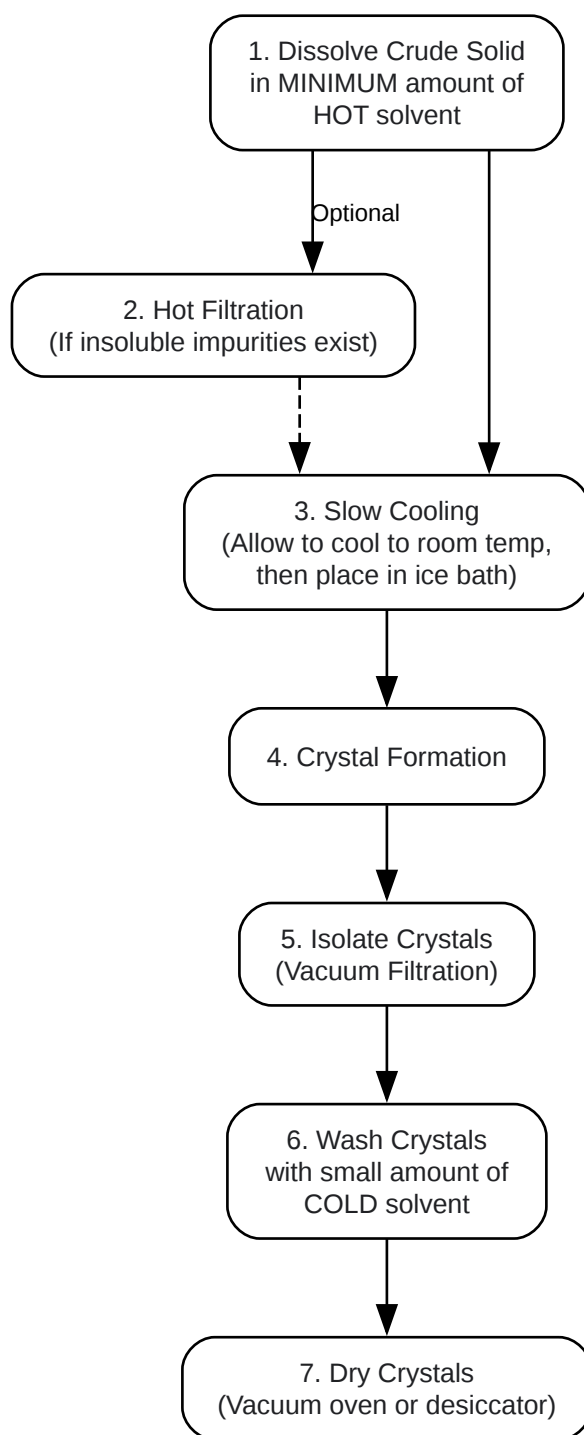 1. Dissolve Crude Solid
in MINIMUM amount of
HOT solvent
Optional
2. Hot Filtration
(If insoluble impurities exist)
3. Slow Cooling
(Allow to cool to room temp,
then place in ice bath)
4. Crystal Formation
5. Isolate Crystals
(Vacuum Filtration)
6. Wash Crystals
with small amount of
COLD solvent
7. Dry Crystals
(Vacuum oven or desiccator)